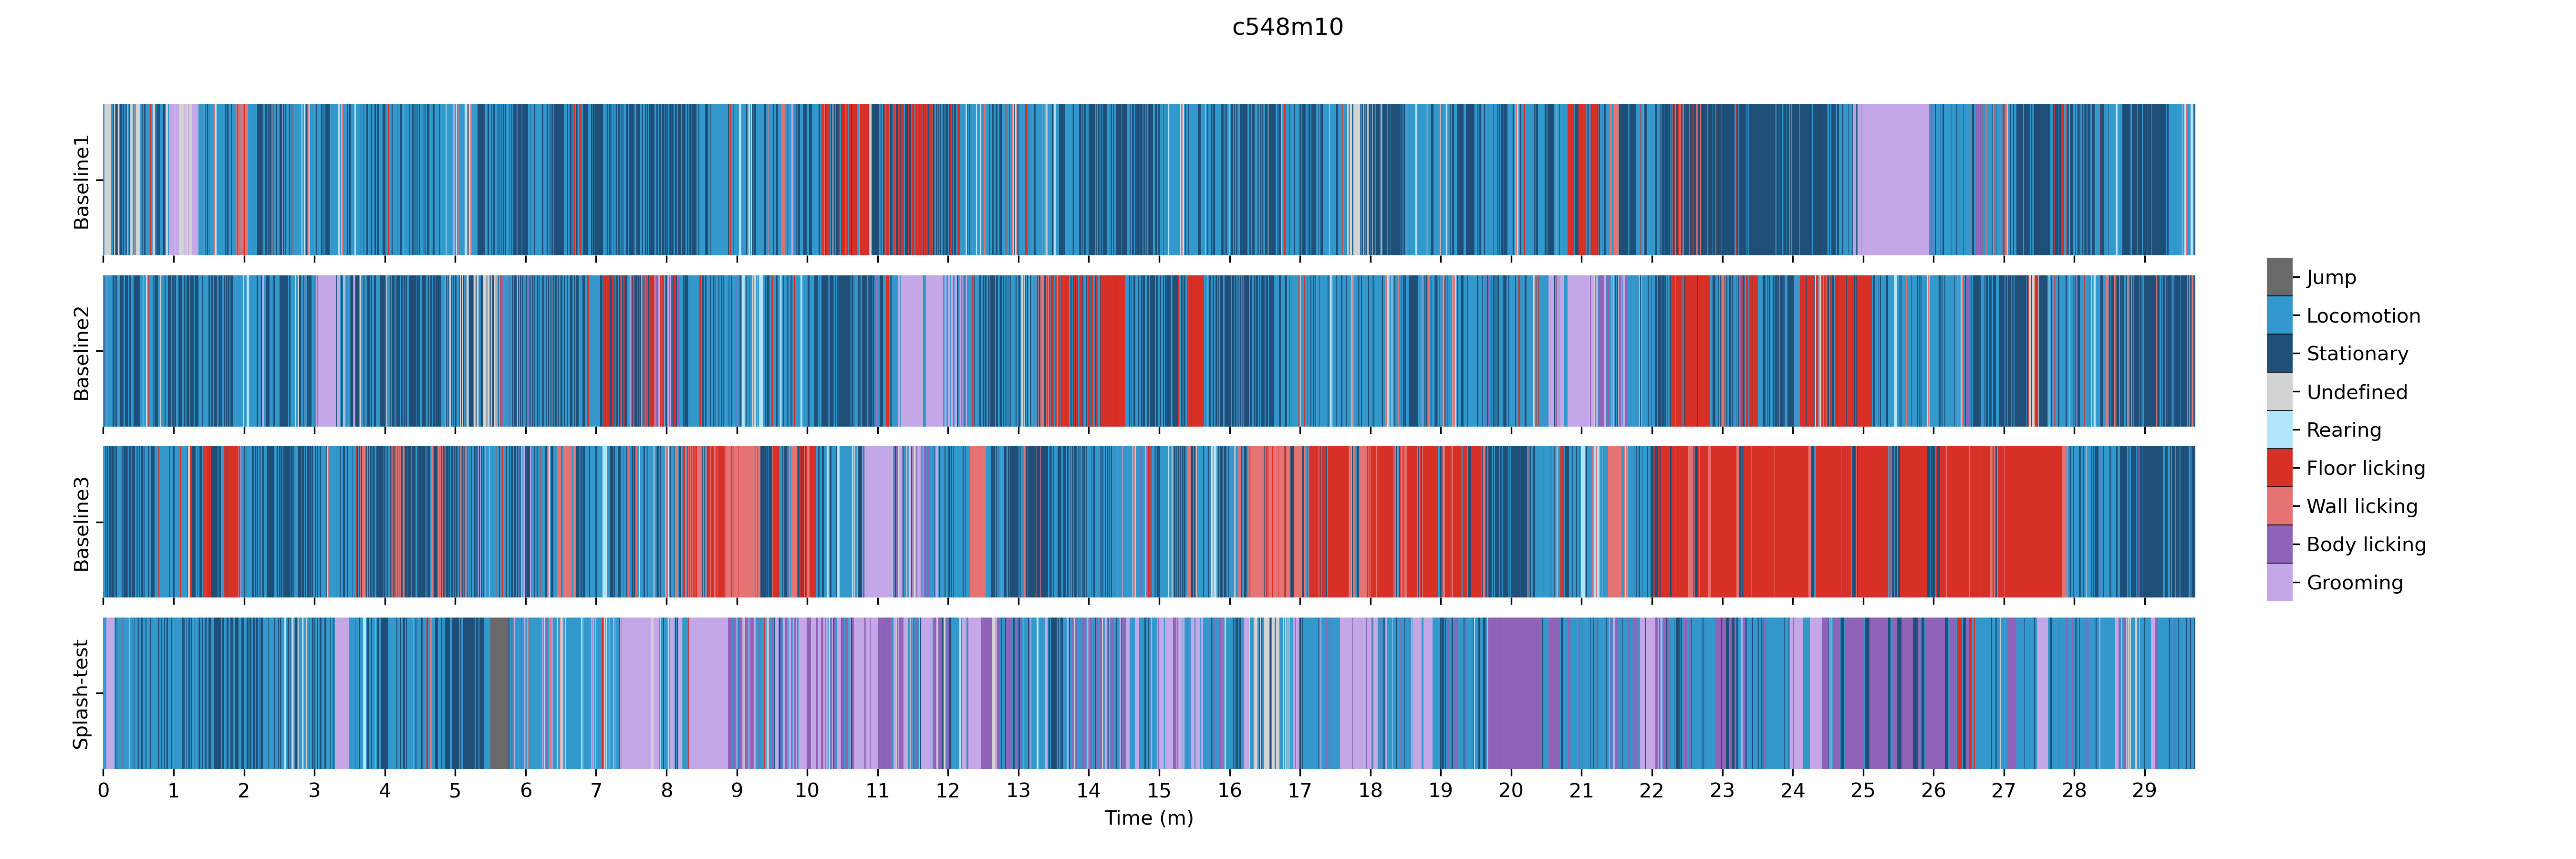 c548m10
Baseline1
Baseline2
Baseline3
Splash-test
0 1 2 3 4 5 6 7 8 9 10 11 12 13 14 15 16 17 18 19 20 21 22 23 24 25 26 27 28 29
Time (m)
Jump
Locomotion
Stationary
Undefined
Rearing
Floor licking
Wall licking
Body licking
Grooming